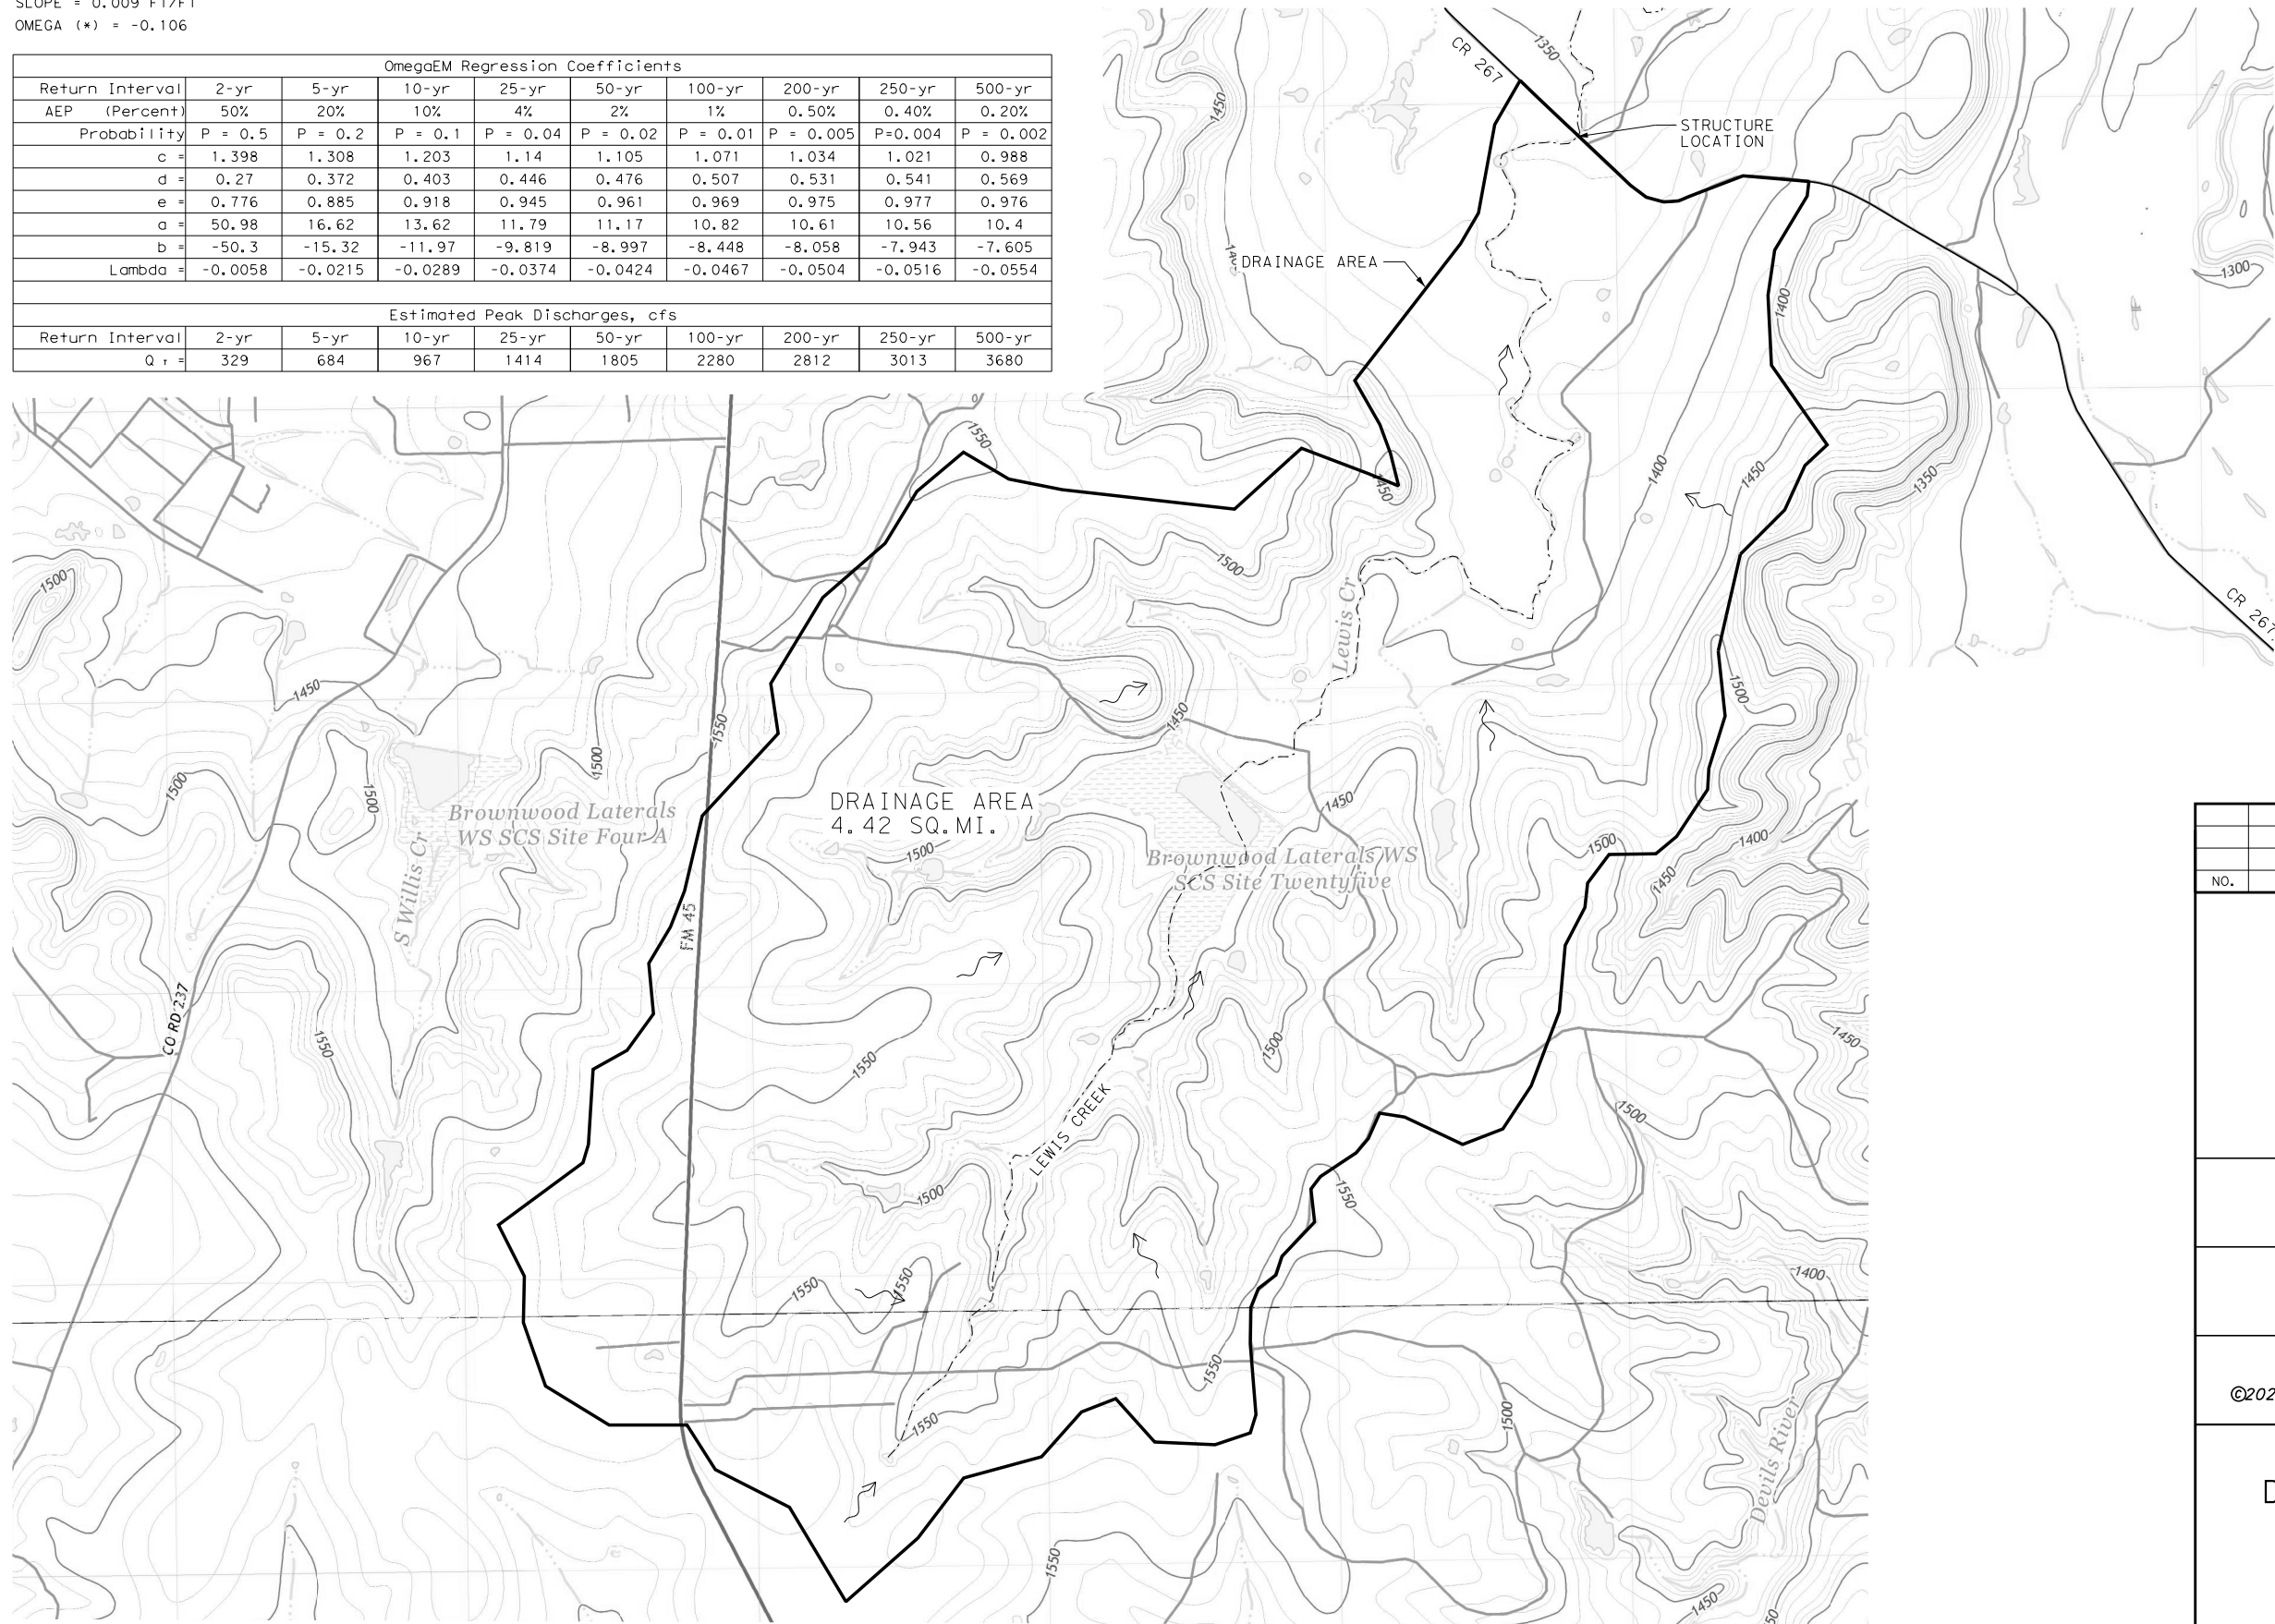 SLOPE = 0.009 FT/FT
OMEGA (*) = -0.106
OmegaEM Regression Coefficients
Return Interval 2-yr 5-yr 10-yr 25-yr 50-yr 100-yr 200-yr 250-yr 500-yr
AEP (Percent) 50% 20% 10% 4% 2% 1% 0.50% 0.40% 0.20%
Probability P = 0.5 P = 0.2 P = 0.1 P = 0.04 P = 0.02 P = 0.01 P = 0.005 P=0.004 P = 0.002
c = 1.398 1.308 1.203 1.14 1.105 1.071 1.034 1.021 0.988
d = 0.27 0.372 0.403 0.446 0.476 0.507 0.531 0.541 0.569
e = 0.776 0.885 0.918 0.945 0.961 0.969 0.975 0.977 0.976
a = 50.98 16.62 13.62 11.79 11.17 10.82 10.61 10.56 10.4
b = -50.3 -15.32 -11.97 -9.819 -8.997 -8.448 -8.058 -7.943 -7.605
Lambda = -0.0058 -0.0215 -0.0289 -0.0374 -0.0424 -0.0467 -0.0504 -0.0516 -0.0554
Estimated Peak Discharges, cfs
Return Interval 2-yr 5-yr 10-yr 25-yr 50-yr 100-yr 200-yr 250-yr 500-yr
Q T = 329 684 967 1414 1805 2280 2812 3013 3680
CR 267
1350
1450
STRUCTURE
LOCATION
DRAINAGE AREA
1300
1400
1550
1450
1400
1450
1350
1500
1500
Lewis Cr
CR 267
1450
1500
1550
1450
1500
1500
1500
Brownwood Laterals
WS SCS Site Four A
DRAINAGE AREA
4.42 SQ.MI.
1450
1500
1500
1400
1450
Brownwood Laterals WS
SCS Site Twentyfive
NO.
S Willis Cr
FM 45
CO RD 237
1550
1550
1500
1450
LEWIS CREEK
1500
1500
1550
1550
1550
1400
1550
1550
1500
©202
Devils River
D
1550
1450
50